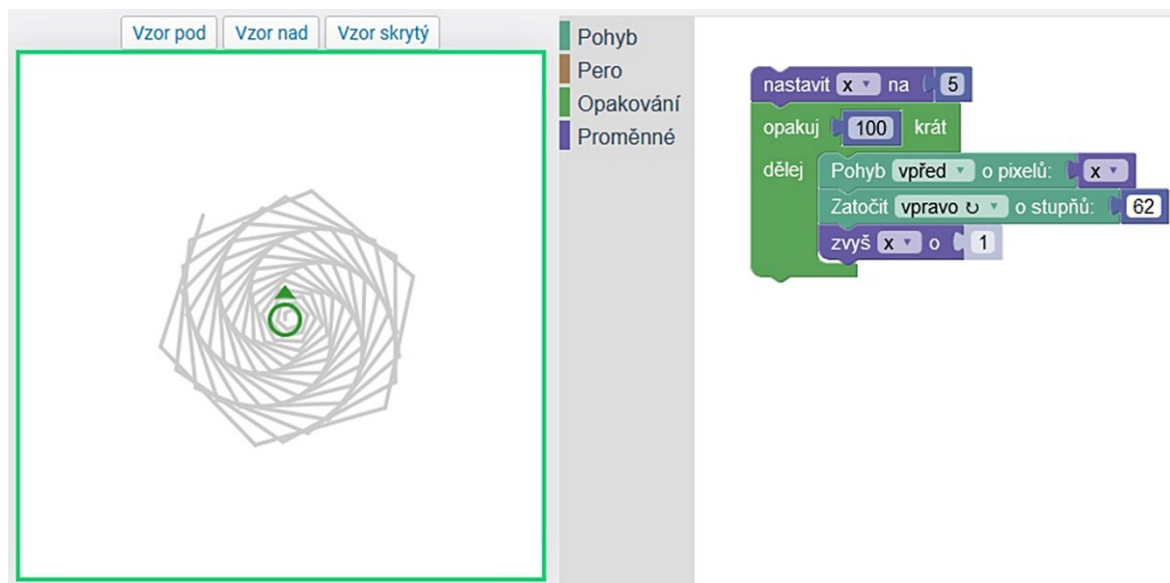 Vzor pod Vzor nad Vzor skrytý
Pohyb
Pero
Opakování
Proměnné
nastavit x na 5
opakuj 100 krát
dělej Pohyb vpřed o pixelů: x
Zatočit vpravo ↻ o stupňů: 62
zvyš x o 1